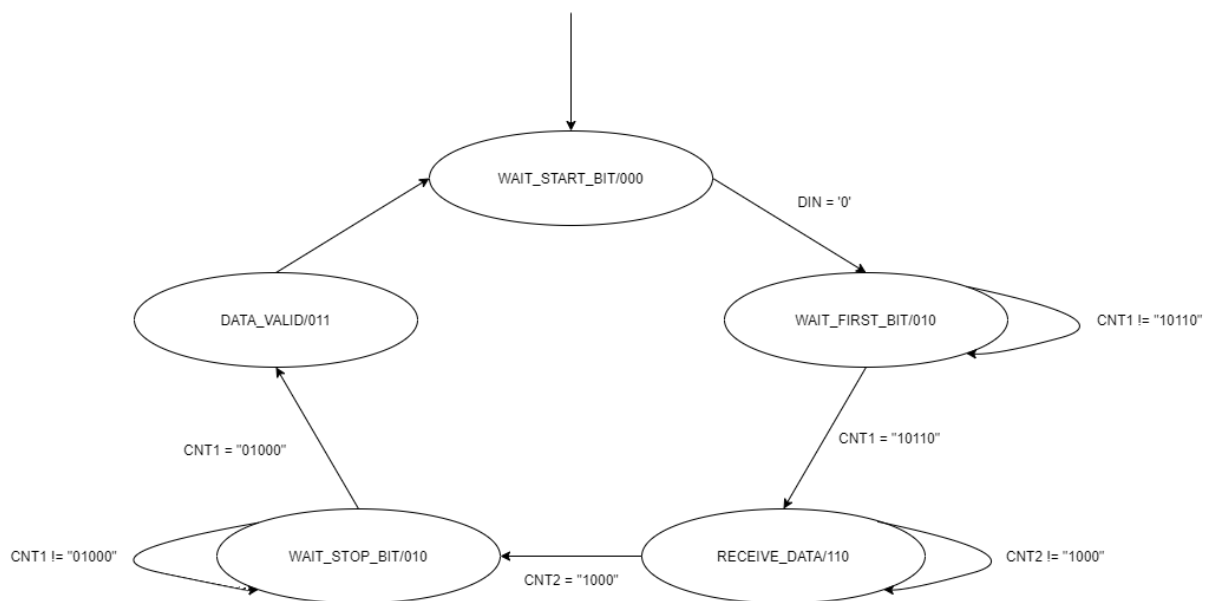 WAIT_START_BIT/000
DIN = '0'
DATA_VALID/011
WAIT_FIRST_BIT/010
CNT1 != "10110"
CNT1 = "10110"
CNT1 = "01000"
CNT1 != "01000"
WAIT_STOP_BIT/010
CNT2 = "1000"
RECEIVE_DATA/110
CNT2 != "1000"